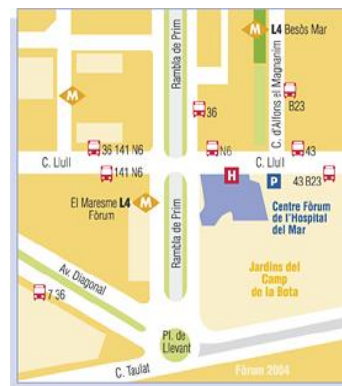 M L4 Besòs Mar
Rambla de Prim
C. d'Alfons el Magnànim
M
B23
36
36 141 N6
N6
43
C. Llull
C. Llull
141 N6
H
P
43 B23
El Maresme L4
Fòrum
M
Centre Fòrum
de l'Hospital
del Mar
Rambla de Prim
Av. Diagonal
Jardins del
Camp
de la Bota
7 36
Pl. de
Llevant
C. Taulat
Fòrum 2004